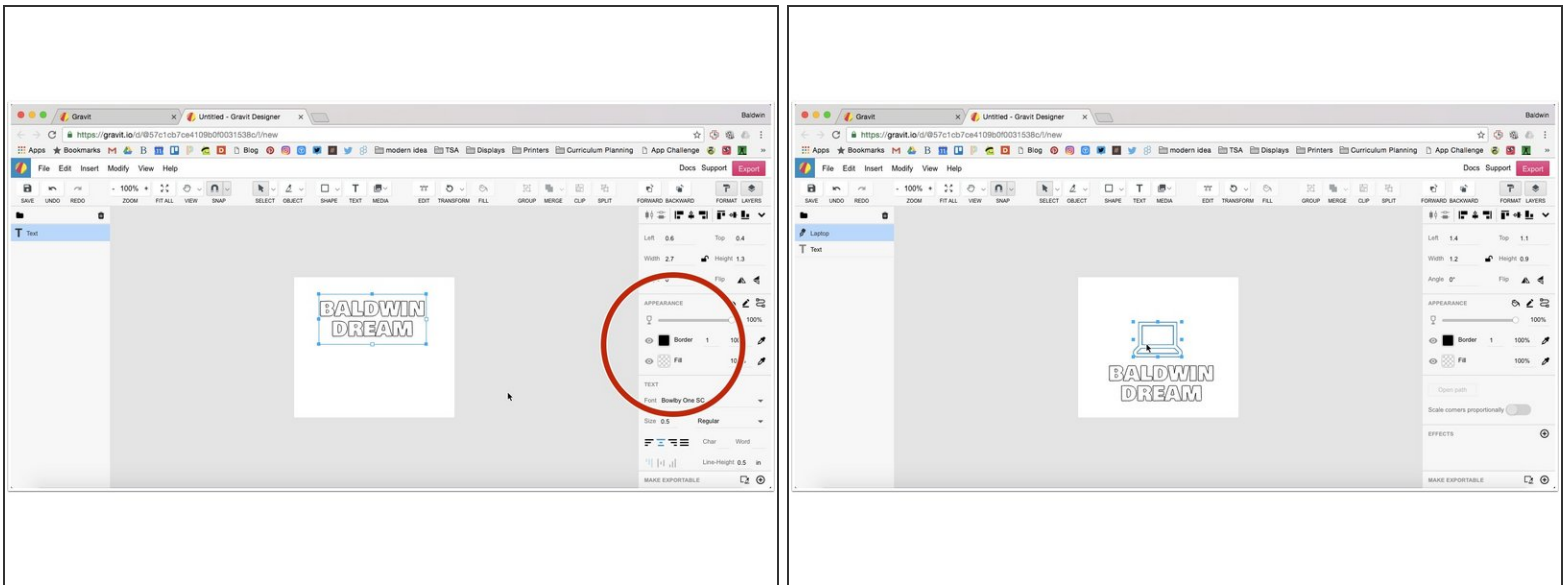 Gravit
Untitled - Gravit Designer
Baldwin
https://gravit.io/d/@57c1cb7ce4109b0f0031538c/!/new
Apps Bookmarks Blog modern idea TSA Displays Printers Curriculum Planning App Challenge
File Edit Insert Modify View Help
Docs Support Export
- 100% +
SAVE UNDO REDO ZOOM FIT ALL VIEW SNAP SELECT OBJECT SHAPE TEXT MEDIA EDIT TRANSFORM FILL GROUP MERGE CLIP SPLIT FORWARD BACKWARD FORMAT LAYERS
Text
Left 0.6 Top 0.4
Width 2.7 Height 1.3
Flip
APPEARANCE
100%
Border 1
Fill
TEXT
Font Bowlby One SC
Size 0.5 Regular
Char Word
Line-Height 0.5 in
MAKE EXPORTABLE
BALDWIN
DREAM
Gravit
Untitled - Gravit Designer
Baldwin
https://gravit.io/d/@57c1cb7ce4109b0f0031538c/!/new
Apps Bookmarks Blog modern idea TSA Displays Printers Curriculum Planning App Challenge
File Edit Insert Modify View Help
Docs Support Export
- 100% +
SAVE UNDO REDO ZOOM FIT ALL VIEW SNAP SELECT OBJECT SHAPE TEXT MEDIA EDIT TRANSFORM FILL GROUP MERGE CLIP SPLIT FORWARD BACKWARD FORMAT LAYERS
Laptop
Text
Left 1.4 Top 1.1
Width 1.2 Height 0.9
Angle 0° Flip
APPEARANCE
100%
Border 1 100%
Fill 100%
Open path
Scale corners proportionally
EFFECTS
MAKE EXPORTABLE
BALDWIN
DREAM